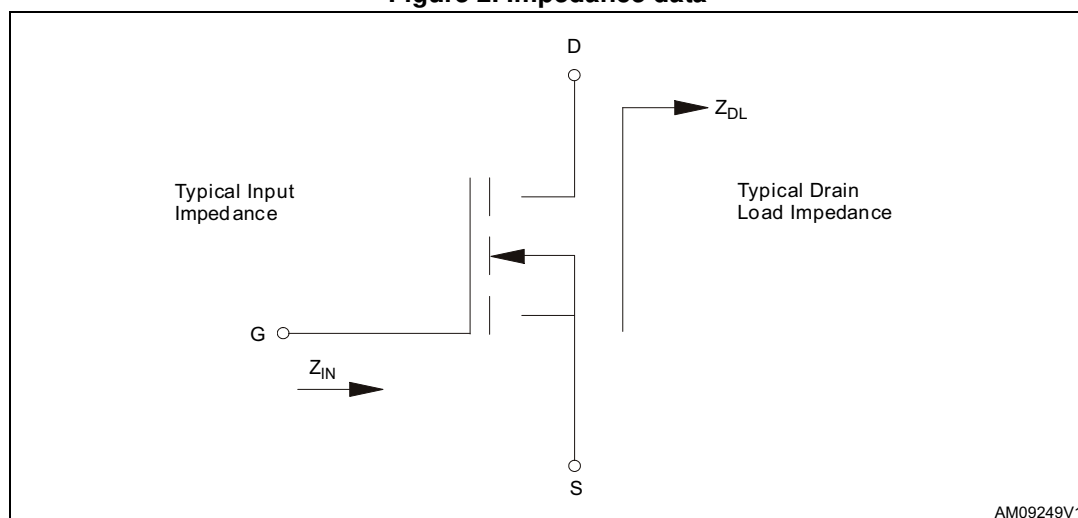 Figure 2. Impedance data
D
Z_DL
Typical Input
Impedance
Typical Drain
Load Impedance
G
Z_IN
S
AM09249V1